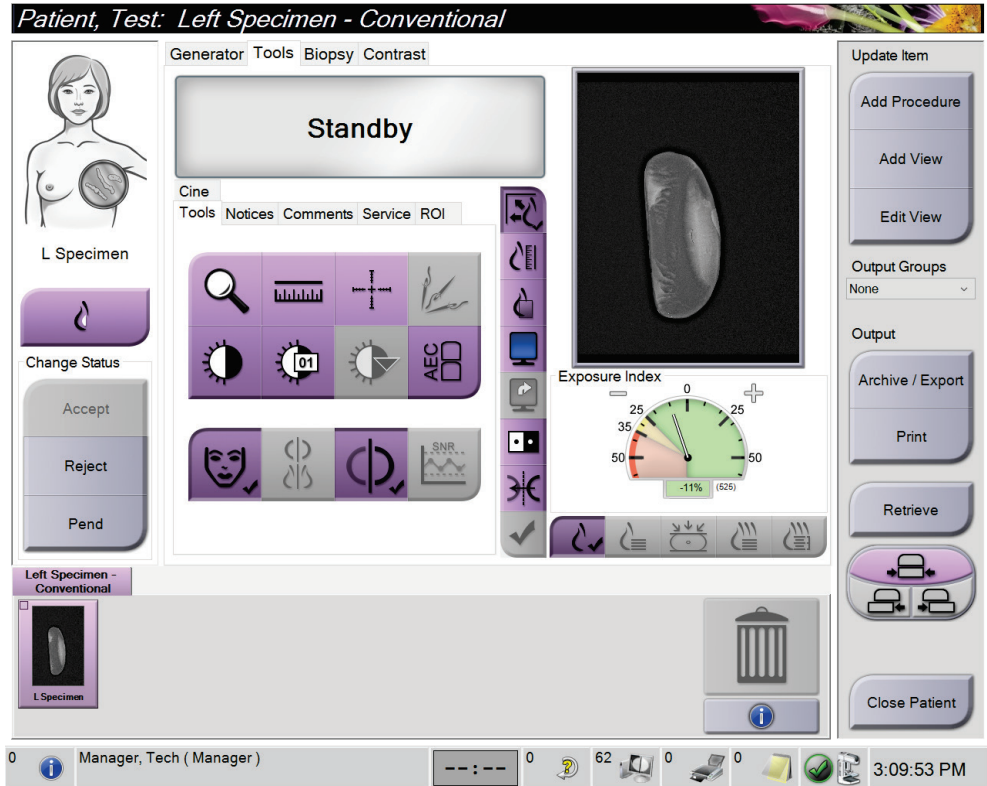 Patient, Test: Left Specimen - Conventional
Generator Tools Biopsy Contrast
Standby
Cine
Tools Notices Comments Service ROI
L Specimen
Change Status
Accept
Reject
Pend
01
AEC
SNR
Exposure Index
0
25 25
35
50 50
-11% (525)
Update Item
Add Procedure
Add View
Edit View
Output Groups
None
Output
Archive / Export
Print
Retrieve
Close Patient
Left Specimen -
Conventional
L Specimen
0 Manager, Tech ( Manager ) --:-- 0 62 0 0 3:09:53 PM